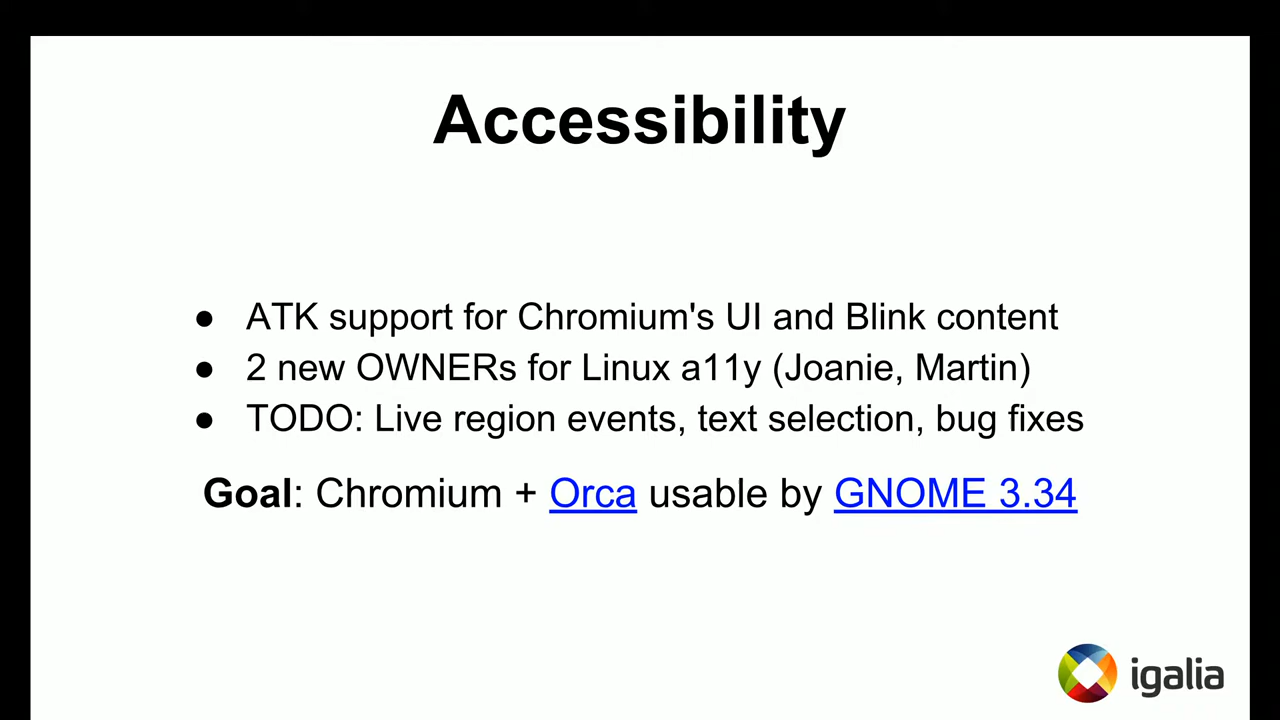 Accessibility
● ATK support for Chromium's UI and Blink content
● 2 new OWNERs for Linux a11y (Joanie, Martin)
● TODO: Live region events, text selection, bug fixes
Goal: Chromium + Orca usable by GNOME 3.34
igalia